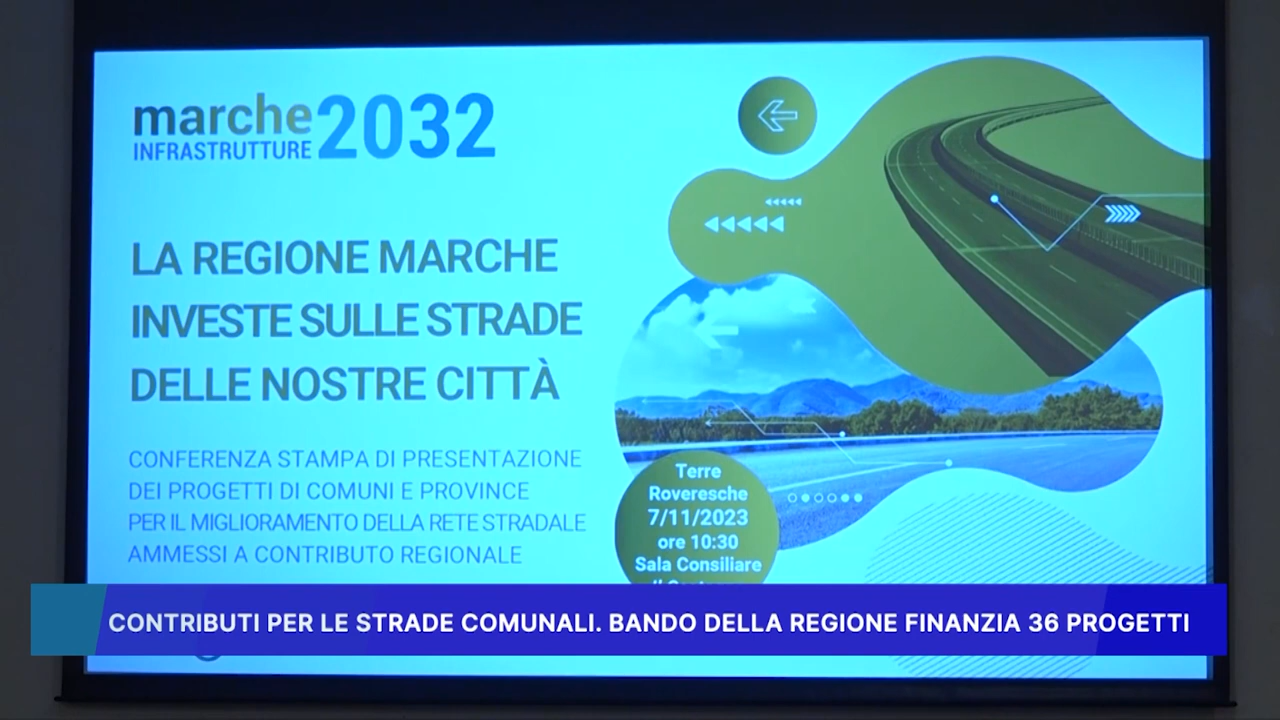 marche 2032
INFRASTRUTTURE
LA REGIONE MARCHE
INVESTE SULLE STRADE
DELLE NOSTRE CITTÀ
CONFERENZA STAMPA DI PRESENTAZIONE
DEI PROGETTI DI COMUNI E PROVINCE
PER IL MIGLIORAMENTO DELLA RETE STRADALE
AMMESSI A CONTRIBUTO REGIONALE
Terre
Roveresche
7/11/2023
ore 10:30
Sala Consiliare
CONTRIBUTI PER LE STRADE COMUNALI. BANDO DELLA REGIONE FINANZIA 36 PROGETTI